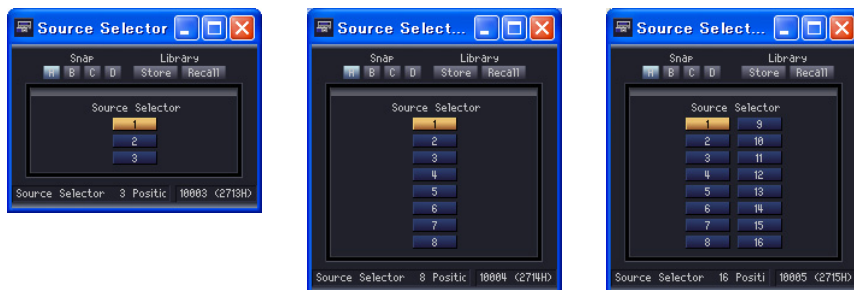 Source Selector
Snap Library
A B C D Store Recall
Source Selector
1
2
3
Source Selector 3 Positic 10003 (2713H)
Source Select...
Snap Library
A B C D Store Recall
Source Selector
1
2
3
4
5
6
7
8
Source Selector 8 Positic 10004 (2714H)
Source Select...
Snap Library
A B C D Store Recall
Source Selector
1 9
2 10
3 11
4 12
5 13
6 14
7 15
8 16
Source Selector 16 Positi 10005 (2715H)